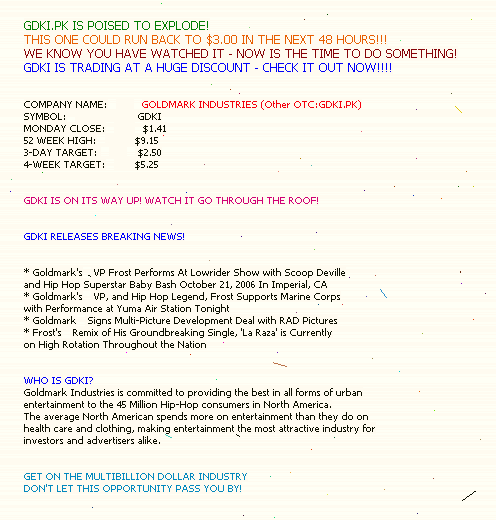 GDKI.PK IS POISED TO EXPLODE!
THIS ONE COULD RUN BACK TO $3.00 IN THE NEXT 48 HOURS!!!
WE KNOW YOU HAVE WATCHED IT - NOW IS THE TIME TO DO SOMETHING!
GDKI IS TRADING AT A HUGE DISCOUNT - CHECK IT OUT NOW!!!!
COMPANY NAME: GOLDMARK INDUSTRIES (Other OTC:GDKI.PK)
SYMBOL: GDKI
MONDAY CLOSE: $1.41
52 WEEK HIGH: $9.15
3-DAY TARGET: $2.50
4-WEEK TARGET: $5.25
GDKI IS ON ITS WAY UP! WATCH IT GO THROUGH THE ROOF!
GDKI RELEASES BREAKING NEWS!
* Goldmark's VP Frost Performs At Lowrider Show with Scoop Deville
and Hip Hop Superstar Baby Bash October 21, 2006 In Imperial, CA
* Goldmark's VP, and Hip Hop Legend, Frost Supports Marine Corps
with Performance at Yuma Air Station Tonight
* Goldmark Signs Multi-Picture Development Deal with RAD Pictures
* Frost's Remix of His Groundbreaking Single, 'La Raza' is Currently
on High Rotation Throughout the Nation
WHO IS GDKI?
Goldmark Industries is committed to providing the best in all forms of urban
entertainment to the 45 Million Hip-Hop consumers in North America.
The average North American spends more on entertainment than they do on
health care and clothing, making entertainment the most attractive industry for
investors and advertisers alike.
GET ON THE MULTIBILLION DOLLAR INDUSTRY
DON'T LET THIS OPPORTUNITY PASS YOU BY!